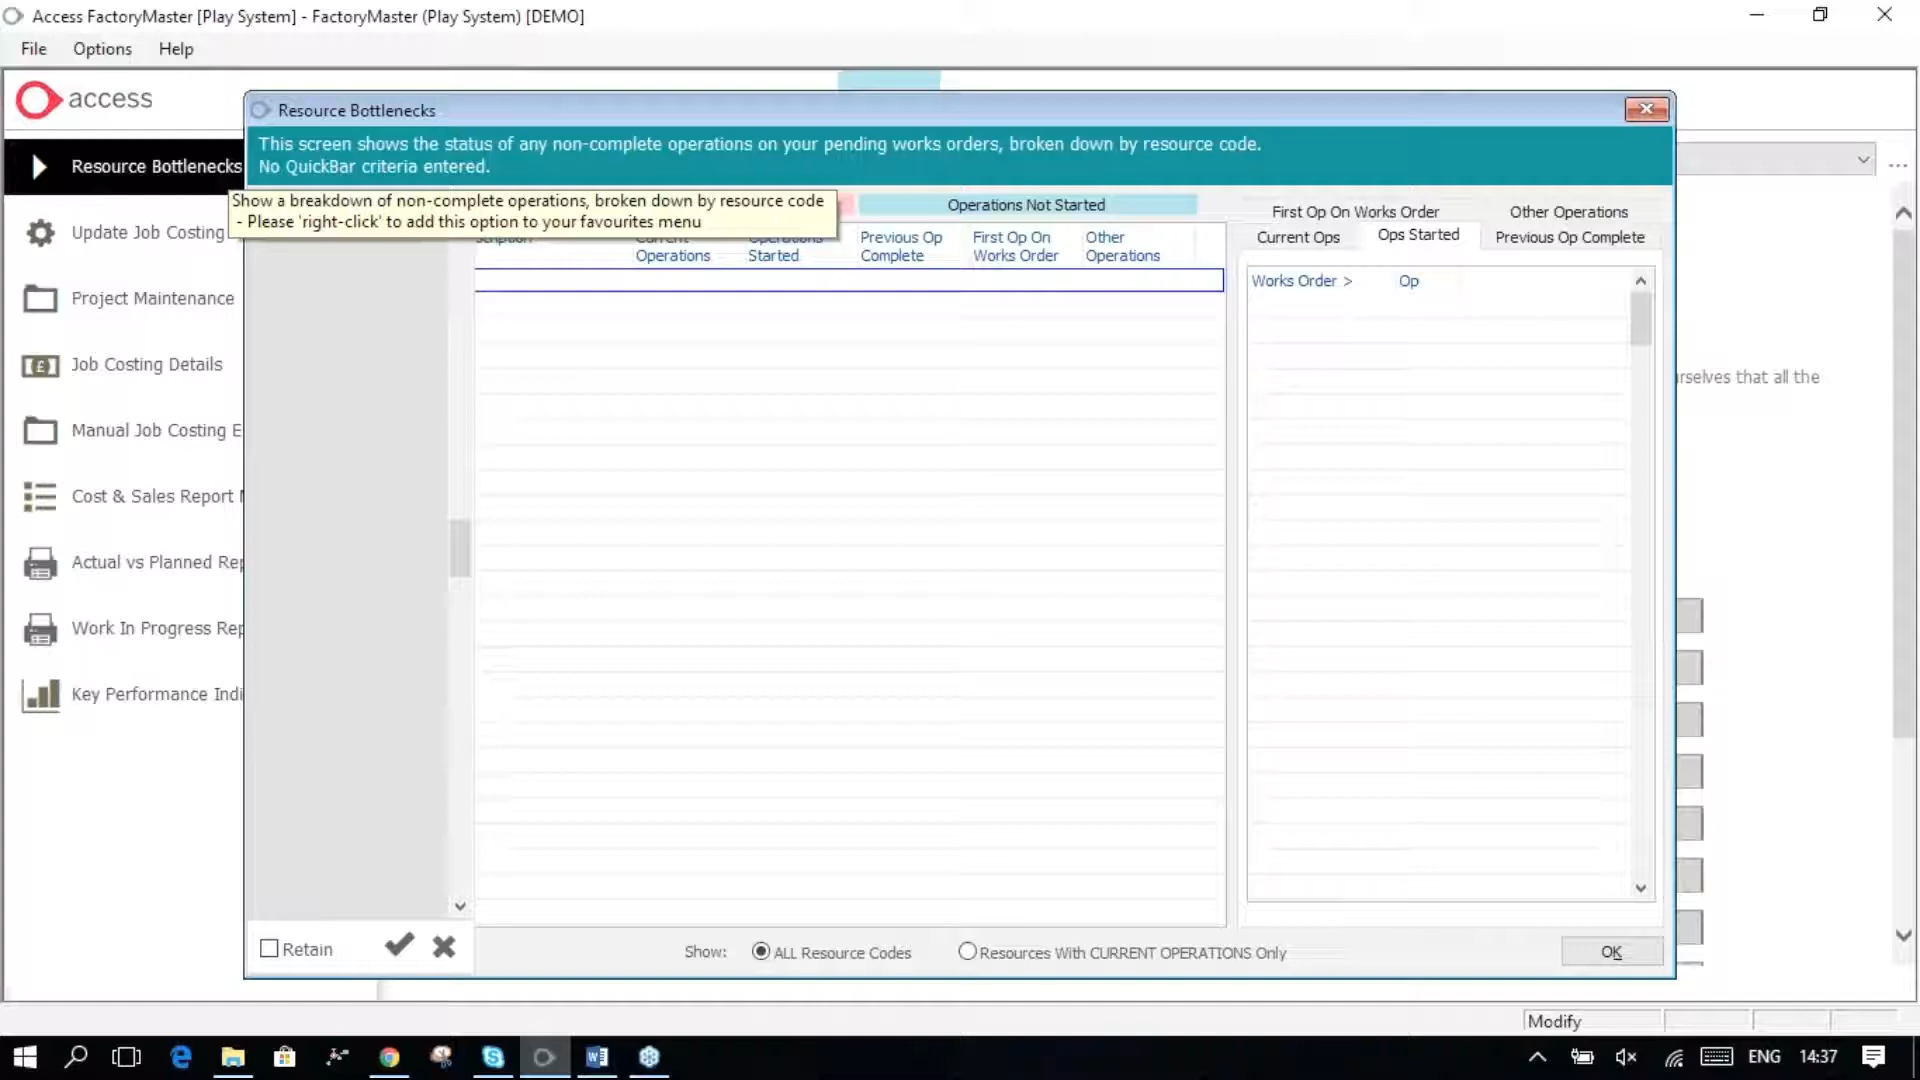 Access FactoryMaster [Play System] - FactoryMaster (Play System) [DEMO]
File Options Help
access
Resource Bottlenecks
This screen shows the status of any non-complete operations on your pending works orders, broken down by resource code.
No QuickBar criteria entered.
Resource Bottlenecks
Show a breakdown of non-complete operations, broken down by resource code
- Please 'right-click' to add this option to your favourites menu
Operations Not Started
First Op On Works Order Other Operations
Current Ops Ops Started Previous Op Complete
Current Operations
Operations Started
Previous Op Complete
First Op On Works Order
Other Operations
Works Order > Op
Update Job Costing
Project Maintenance
Job Costing Details
Manual Job Costing E
Cost & Sales Report
Actual vs Planned Rep
Work In Progress Rep
Key Performance Indi
rselves that all the
Retain
Show: ALL Resource Codes Resources With CURRENT OPERATIONS Only
OK
Modify
ENG 14:37